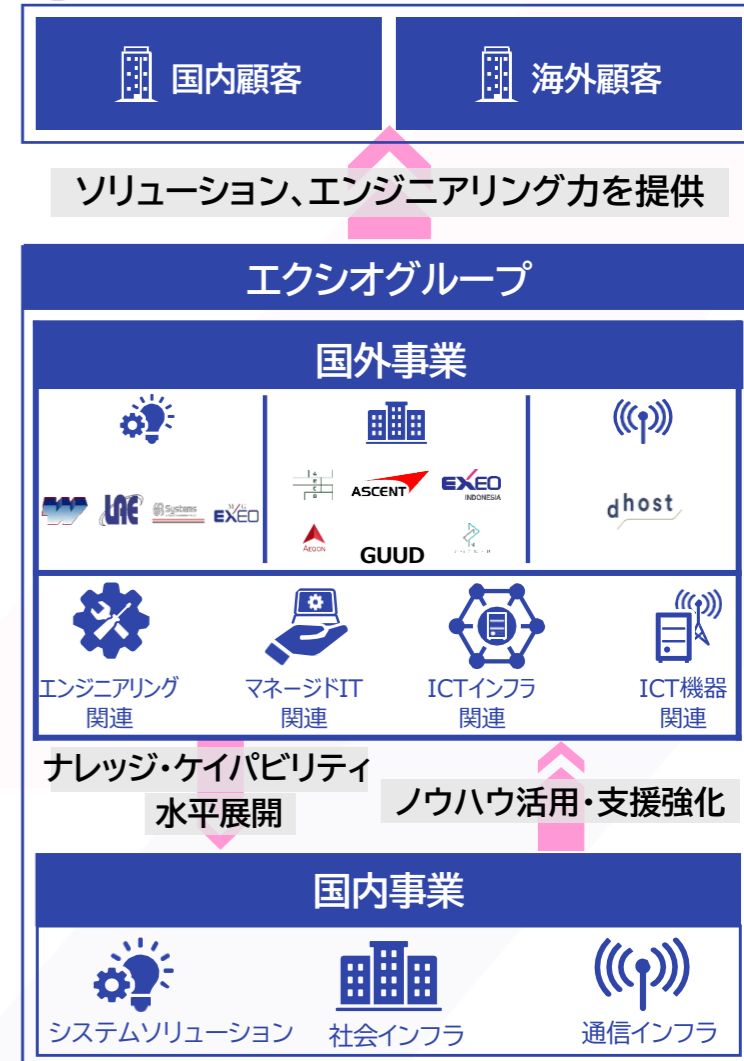 国内顧客
海外顧客
ソリューション、エンジニアリング力を提供
エクシオグループ
国外事業
LAE
Systems
EXEO
ASCENT
EXEO
INDONESIA
AEGON
GUUD
dhost
エンジニアリング
関連
マネージドIT
関連
ICTインフラ
関連
ICT機器
関連
ナレッジ・ケイパビリティ
水平展開
ノウハウ活用・支援強化
国内事業
システムソリューション
社会インフラ
通信インフラ